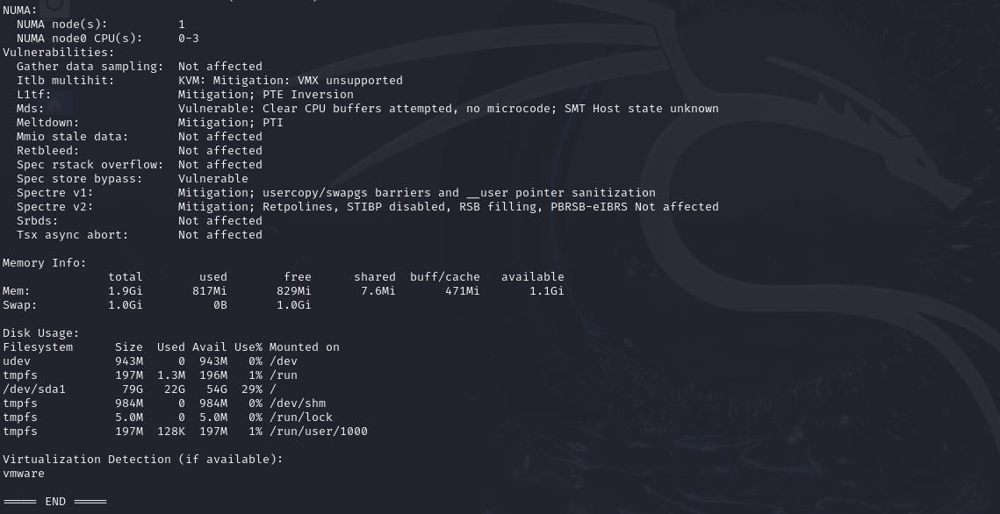 NUMA:
  NUMA node(s):          1
  NUMA node0 CPU(s):     0-3
Vulnerabilities:
  Gather data sampling:  Not affected
  Itlb multihit:         KVM: Mitigation: VMX unsupported
  L1tf:                  Mitigation; PTE Inversion
  Mds:                   Vulnerable: Clear CPU buffers attempted, no microcode; SMT Host state unknown
  Meltdown:              Mitigation; PTI
  Mmio stale data:       Not affected
  Retbleed:              Not affected
  Spec rstack overflow:  Not affected
  Spec store bypass:     Vulnerable
  Spectre v1:            Mitigation; usercopy/swapgs barriers and __user pointer sanitization
  Spectre v2:            Mitigation; Retpolines, STIBP disabled, RSB filling, PBRSB-eIBRS Not affected
  Srbds:                 Not affected
  Tsx async abort:       Not affected

Memory Info:
               total        used        free      shared  buff/cache   available
Mem:           1.9Gi       817Mi       829Mi       7.6Mi       471Mi       1.1Gi
Swap:          1.0Gi          0B       1.0Gi

Disk Usage:
Filesystem      Size  Used Avail Use% Mounted on
udev            943M     0  943M   0% /dev
tmpfs           197M  1.3M  196M   1% /run
/dev/sda1        79G   22G   54G  29% /
tmpfs           984M     0  984M   0% /dev/shm
tmpfs           5.0M     0  5.0M   0% /run/lock
tmpfs           197M  128K  197M   1% /run/user/1000

Virtualization Detection (if available):
vmware

===== END =====